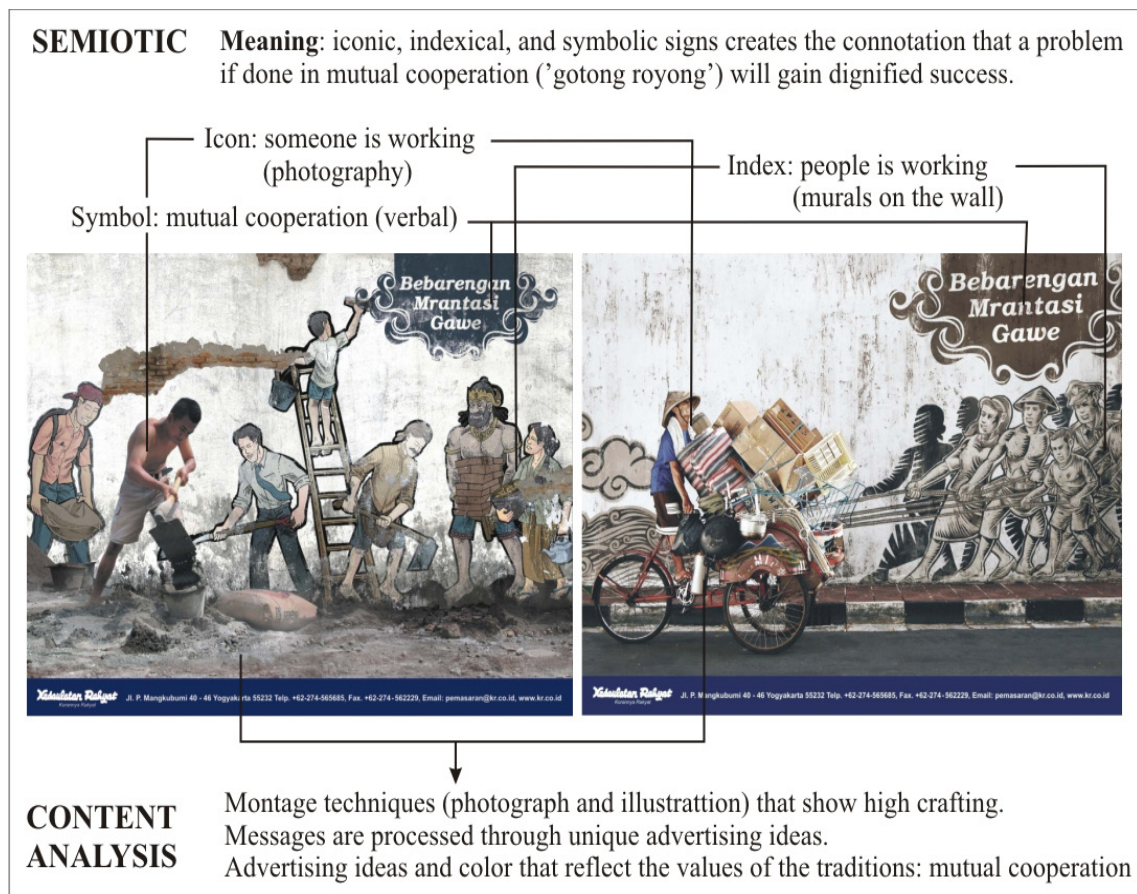 SEMIOTIC
Meaning: iconic, indexical, and symbolic signs creates the connotation that a problem
if done in mutual cooperation ('gotong royong') will gain dignified success.
Icon: someone is working
(photography)
Index: people is working
(murals on the wall)
Symbol: mutual cooperation (verbal)
Bebarengan
Mrantasi
Gawe
Bebarengan
Mrantasi
Gawe
Kedaulatan Rakyat
Korannya Rakyat
Jl. P. Mangkubumi 40 - 46 Yogyakarta 55232 Telp. +62-274-565685, Fax. +62-274-562229, Email: pemasaran@kr.co.id, www.kr.co.id
Kedaulatan Rakyat
Korannya Rakyat
Jl. P. Mangkubumi 40 - 46 Yogyakarta 55232 Telp. +62-274-565685, Fax. +62-274-562229, Email: pemasaran@kr.co.id, www.kr.co.id
CONTENT
ANALYSIS
Montage techniques (photograph and illustrattion) that show high crafting.
Messages are processed through unique advertising ideas.
Advertising ideas and color that reflect the values of the traditions: mutual cooperation